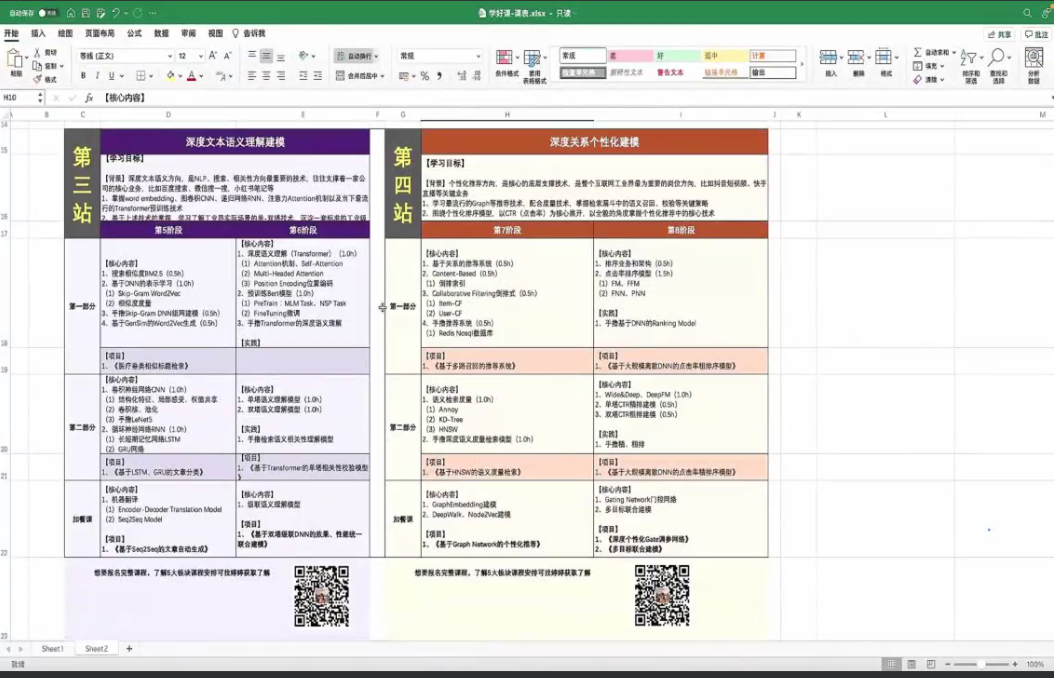 自动保存
学好课-课表.xlsx - 只读
开始 插入 绘图 页面布局 公式 数据 审阅 视图 告诉我
共享 批注
粘贴
剪切
复制
格式
等线 (正文) 12
B I U
自动换行
合并后居中
常规
条件格式
套用
表格格式
常规 差 好 适中 计算
检查单元格 解释性文本 警告文本 链接单元格 输出
插入 删除 格式
自动求和
填充
清除
排序和
筛选
查找和
选择
分析
数据
H10 fx 【核心内容】
B C D E F G H I J K L M
14
15
17
18
19
20
21
22
23
第三站
深度文本语义理解建模
【学习目标】
【背景】深度文本语义方向,是NLP、搜索、相关性方向最重要的技术,往往支撑着一家公
司的核心业务,比如百度搜索、微信搜一搜,小红书笔记等
1、掌握word embedding、图卷积CNN、递归网络RNN、注意力Attention机制以及当下最流
行的Transformer预训练技术
第5阶段 第6阶段
第一部分
【核心内容】
1、搜索相似度BM2.5(0.5h)
2、基于DNN的表示学习(1.0h)
(1)Skip-Gram Word2Vec
(2)相似度度量
3、手撸Skip-Gram DNN组网建模(0.5h)
4、基于GenSim的Word2Vec生成(0.5h)
【核心内容】
1、深度语义理解(Transformer)(1.0h)
(1)Attention机制、Self-Attention
(2)Multi-Headed Attention
(3)Position Encoding位置编码
2、预训练Bert模型(1.0h)
(1)PreTrain:MLM Task、NSP Task
(2)FineTuning微调
3、手撸Transformer的深度语义理解
【实践】
【项目】
1、《医疗垂类相似标题检索》
第二部分
【核心内容】
1、卷积神经网络CNN(1.0h)
(1)结构化特征、局部感受、权值共享
(2)卷积核、池化
(3)手撸LeNet5
2、循环神经网络RNN(1.0h)
(1)长短期记忆网络LSTM
(2)GRU网络
【核心内容】
1、单塔语义理解模型(1.0h)
2、双塔语义理解模型(1.0h)
【实践】
1、手撸检索语义相关性理解模型
【项目】
1、《基于LSTM、GRU的文章分类》
【项目】
1、《基于Transformer的单塔相关性校验模型
》
加餐课
【核心内容】
1、机器翻译
(1)Encoder-Decoder Translation Model
(2)Seq2Seq Model
【项目】
1、《基于Seq2Seq的文章自动生成》
【核心内容】
1、级联语义理解模型
【项目】
1、《基于双塔级联DNN的效果、性能统一
联合建模》
想要报名完整课程,了解5大板块课程安排可找婷婷获取了解
第四站
深度关系个性化建模
【学习目标】
【背景】个性化推荐方向,是核心的底层支撑技术,是整个互联网工业界最为重要的岗位方向,比如抖音短视频、快手
直播等关键业务
1、学习最流行的Graph等推荐技术,配合度量技术,掌握检索漏斗中的语义召回、校验等关键策略
2、围绕个性化排序模型,以CTR(点击率)为核心展开,以全貌的角度掌握个性化推荐中的核心技术
第7阶段 第8阶段
第一部分
【核心内容】
1、基于关系的推荐系统(0.5h)
2、Content-Based(0.5h)
(1)倒排索引
3、Collaborative Filtering倒排式(0.5h)
(1)Item-CF
(2)User-CF
4、手撸推荐系统(0.5h)
(1)Redis Nosql数据库
【核心内容】
1、排序业务和架构(0.5h)
2、点击率排序模型(1.5h)
(1)FM、FFM
(2)FNN、PNN
【实践】
1、手撸基于DNN的Ranking Model
【项目】
1、《基于多路召回的推荐系统》
【项目】
1、《基于大规模离散DNN的点击率粗排序模型》
第二部分
【核心内容】
1、语义检索度量(1.0h)
(1)Annoy
(2)KD-Tree
(3)HNSW
2、手撸深度语义质量检索模型(1.0h)
【核心内容】
1、Wide&Deep、DeepFM(1.0h)
2、单塔CTR精排建模(0.5h)
3、双塔CTR粗排建模(0.5h)
【实践】
1、手撸精、粗排
【项目】
1、《基于HNSW的语义度量检索》
【项目】
1、《基于大规模离散DNN的点击率精排序模型》
加餐课
【核心内容】
1、GraphEmbedding建模
2、DeepWalk、Node2Vec建模
【项目】
1、《基于Graph Network的个性化推荐》
【核心内容】
1、Gating Network门控网络
2、多目标联合建模
【项目】
1、《深度个性化Gate调参网络》
2、《多目标联合建模》
想要报名完整课程,了解5大板块课程安排可找婷婷获取了解
Sheet1 Sheet2 +
就绪
100%